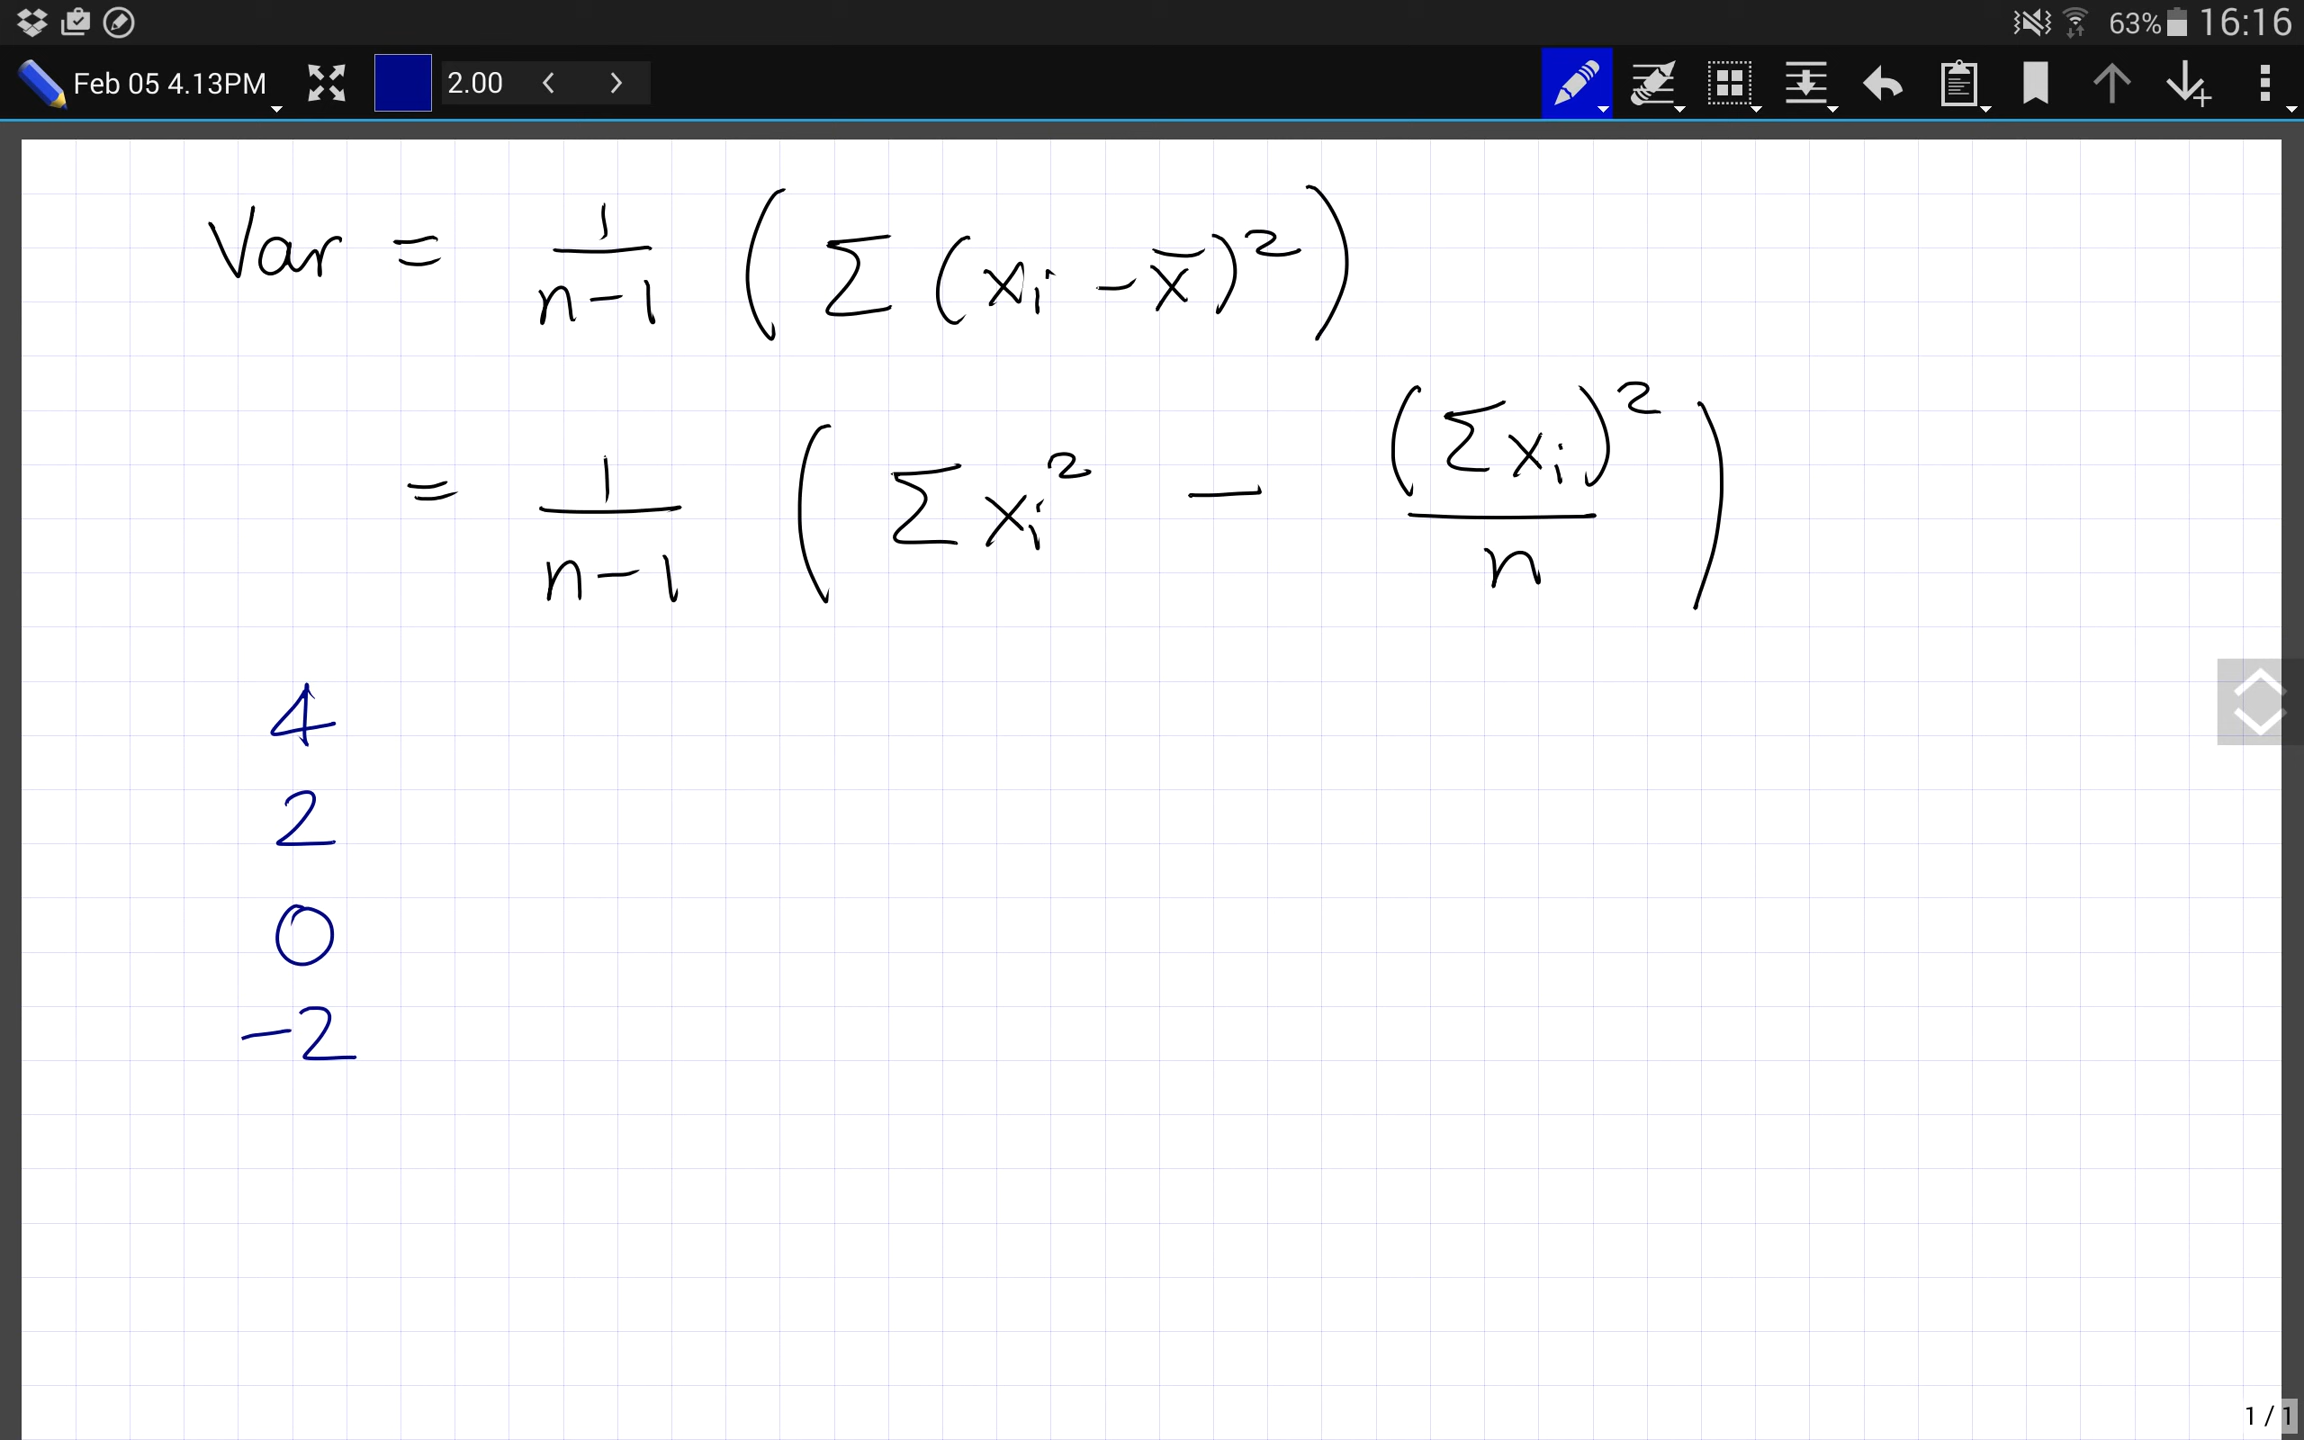 63% 16:16
Feb 05 4.13PM 2.00
Var = 1/(n-1) (Σ (xᵢ - x̄)²)
= 1/(n-1) (Σ xᵢ² - (Σ xᵢ)²/n)
4
2
0
-2
1 / 1